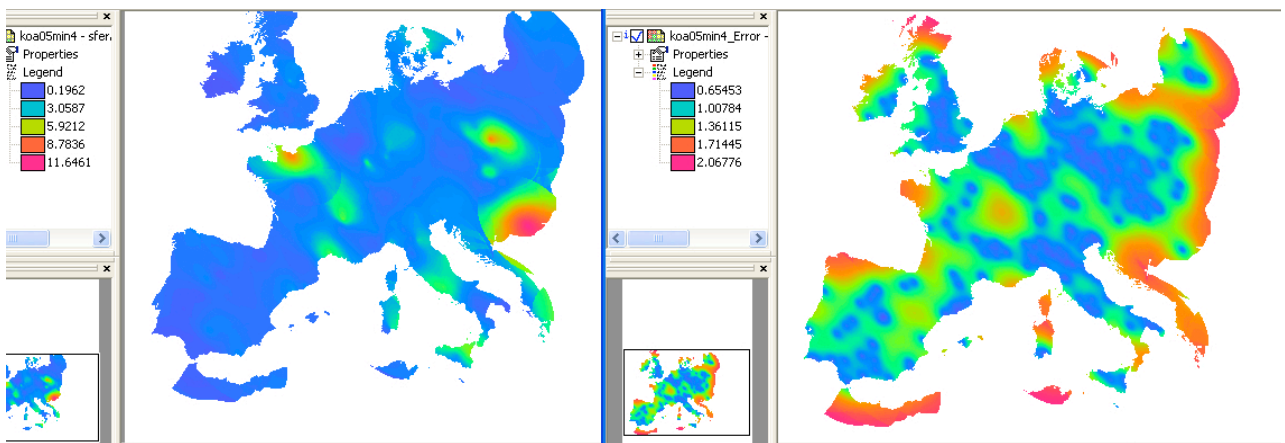 koa05min4 - sfer
Properties
Legend
0.1962
3.0587
5.9212
8.7836
11.6461
koa05min4_Error -
Properties
Legend
0.65453
1.00784
1.36115
1.71445
2.06776